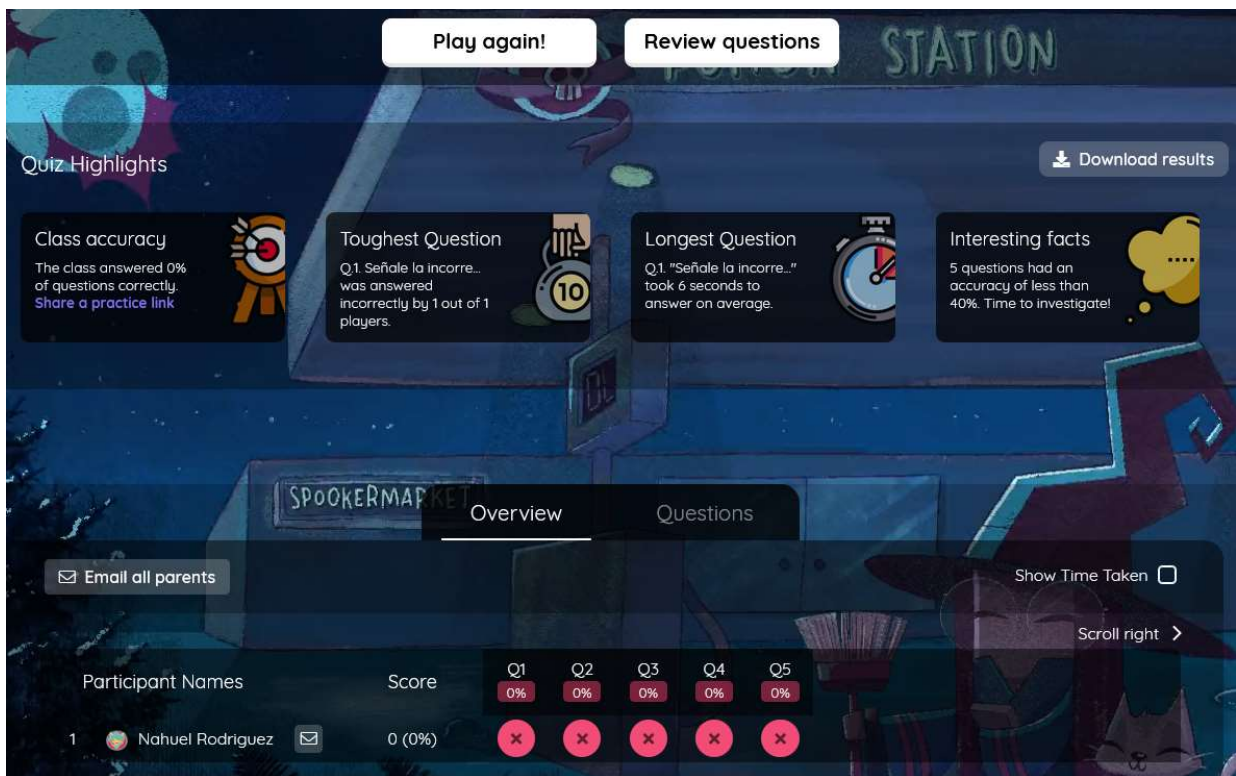 Play again!
Review questions
STATION
Quiz Highlights
Download results
Class accuracy
The class answered 0%
of questions correctly.
Share a practice link
Toughest Question
Q1. Señale la incorre...
was answered
incorrectly by 1 out of 1
players.
10
Longest Question
Q1. "Señale la incorre..."
took 6 seconds to
answer on average.
Interesting facts
5 questions had an
accuracy of less than
40%. Time to investigate!
SPOOKERMARKET
Overview
Questions
Email all parents
Show Time Taken
Scroll right
Participant Names Score Q1 Q2 Q3 Q4 Q5
0% 0% 0% 0% 0%
1 Nahuel Rodriguez 0 (0%)